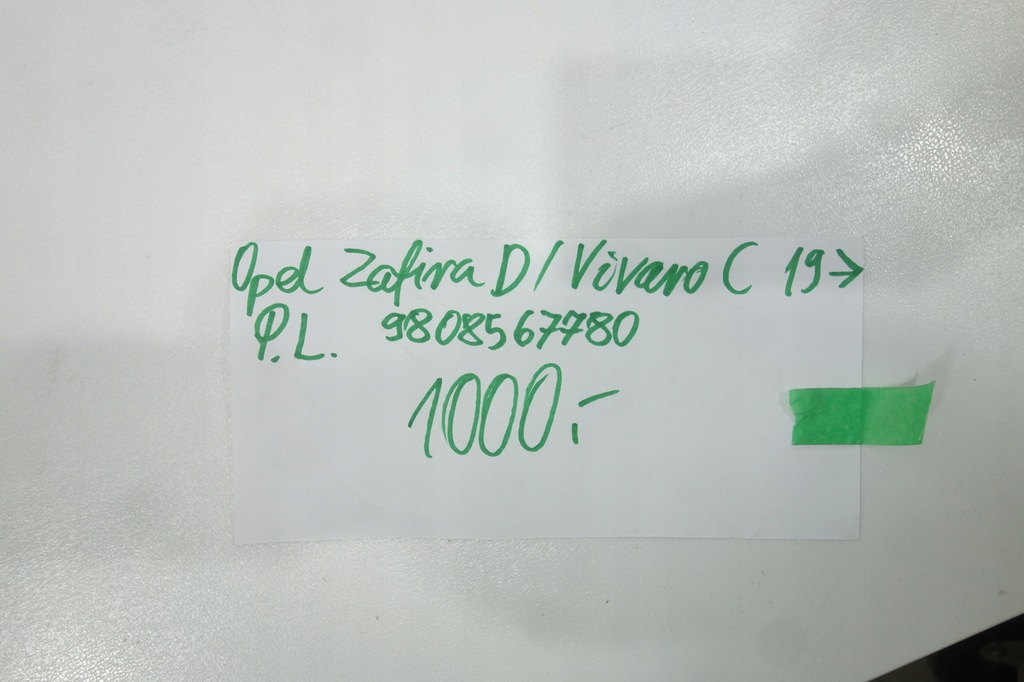 Opel Zafira D/Vivaro C 19→
P.L. 9808567780
1000.-